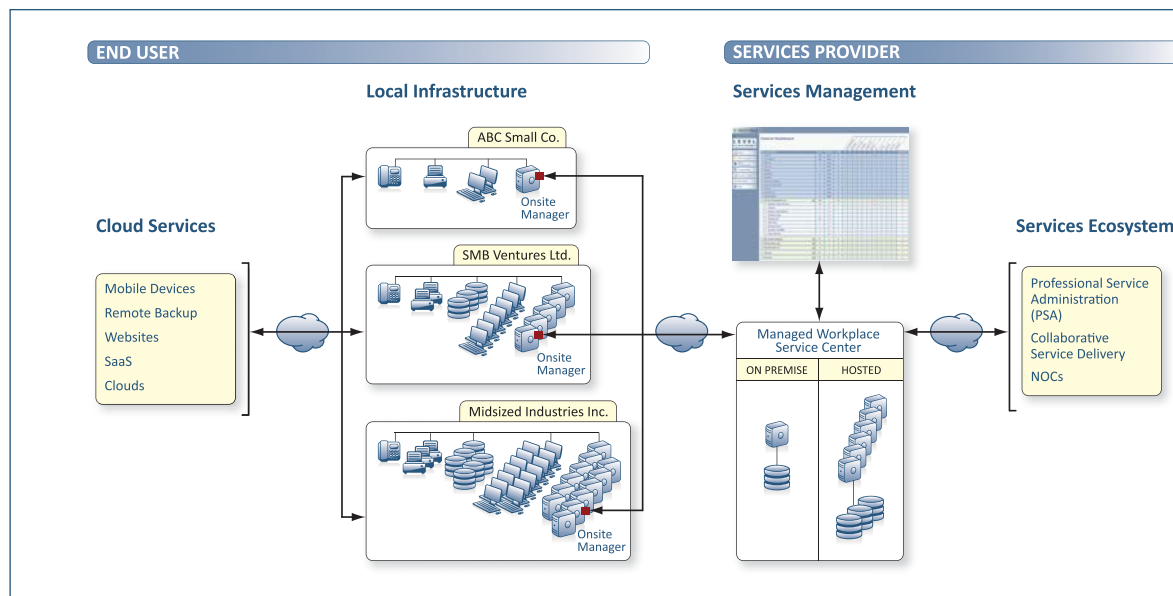 END USER
SERVICES PROVIDER
Local Infrastructure
Services Management
ABC Small Co.
Onsite
Manager
Cloud Services
Services Ecosystem
SMB Ventures Ltd.
Mobile Devices
Remote Backup
Websites
SaaS
Clouds
Onsite
Manager
Professional Service
Administration
(PSA)
Collaborative
Service Delivery
NOCs
Managed Workplace
Service Center
ON PREMISE
HOSTED
Midsized Industries Inc.
Onsite
Manager